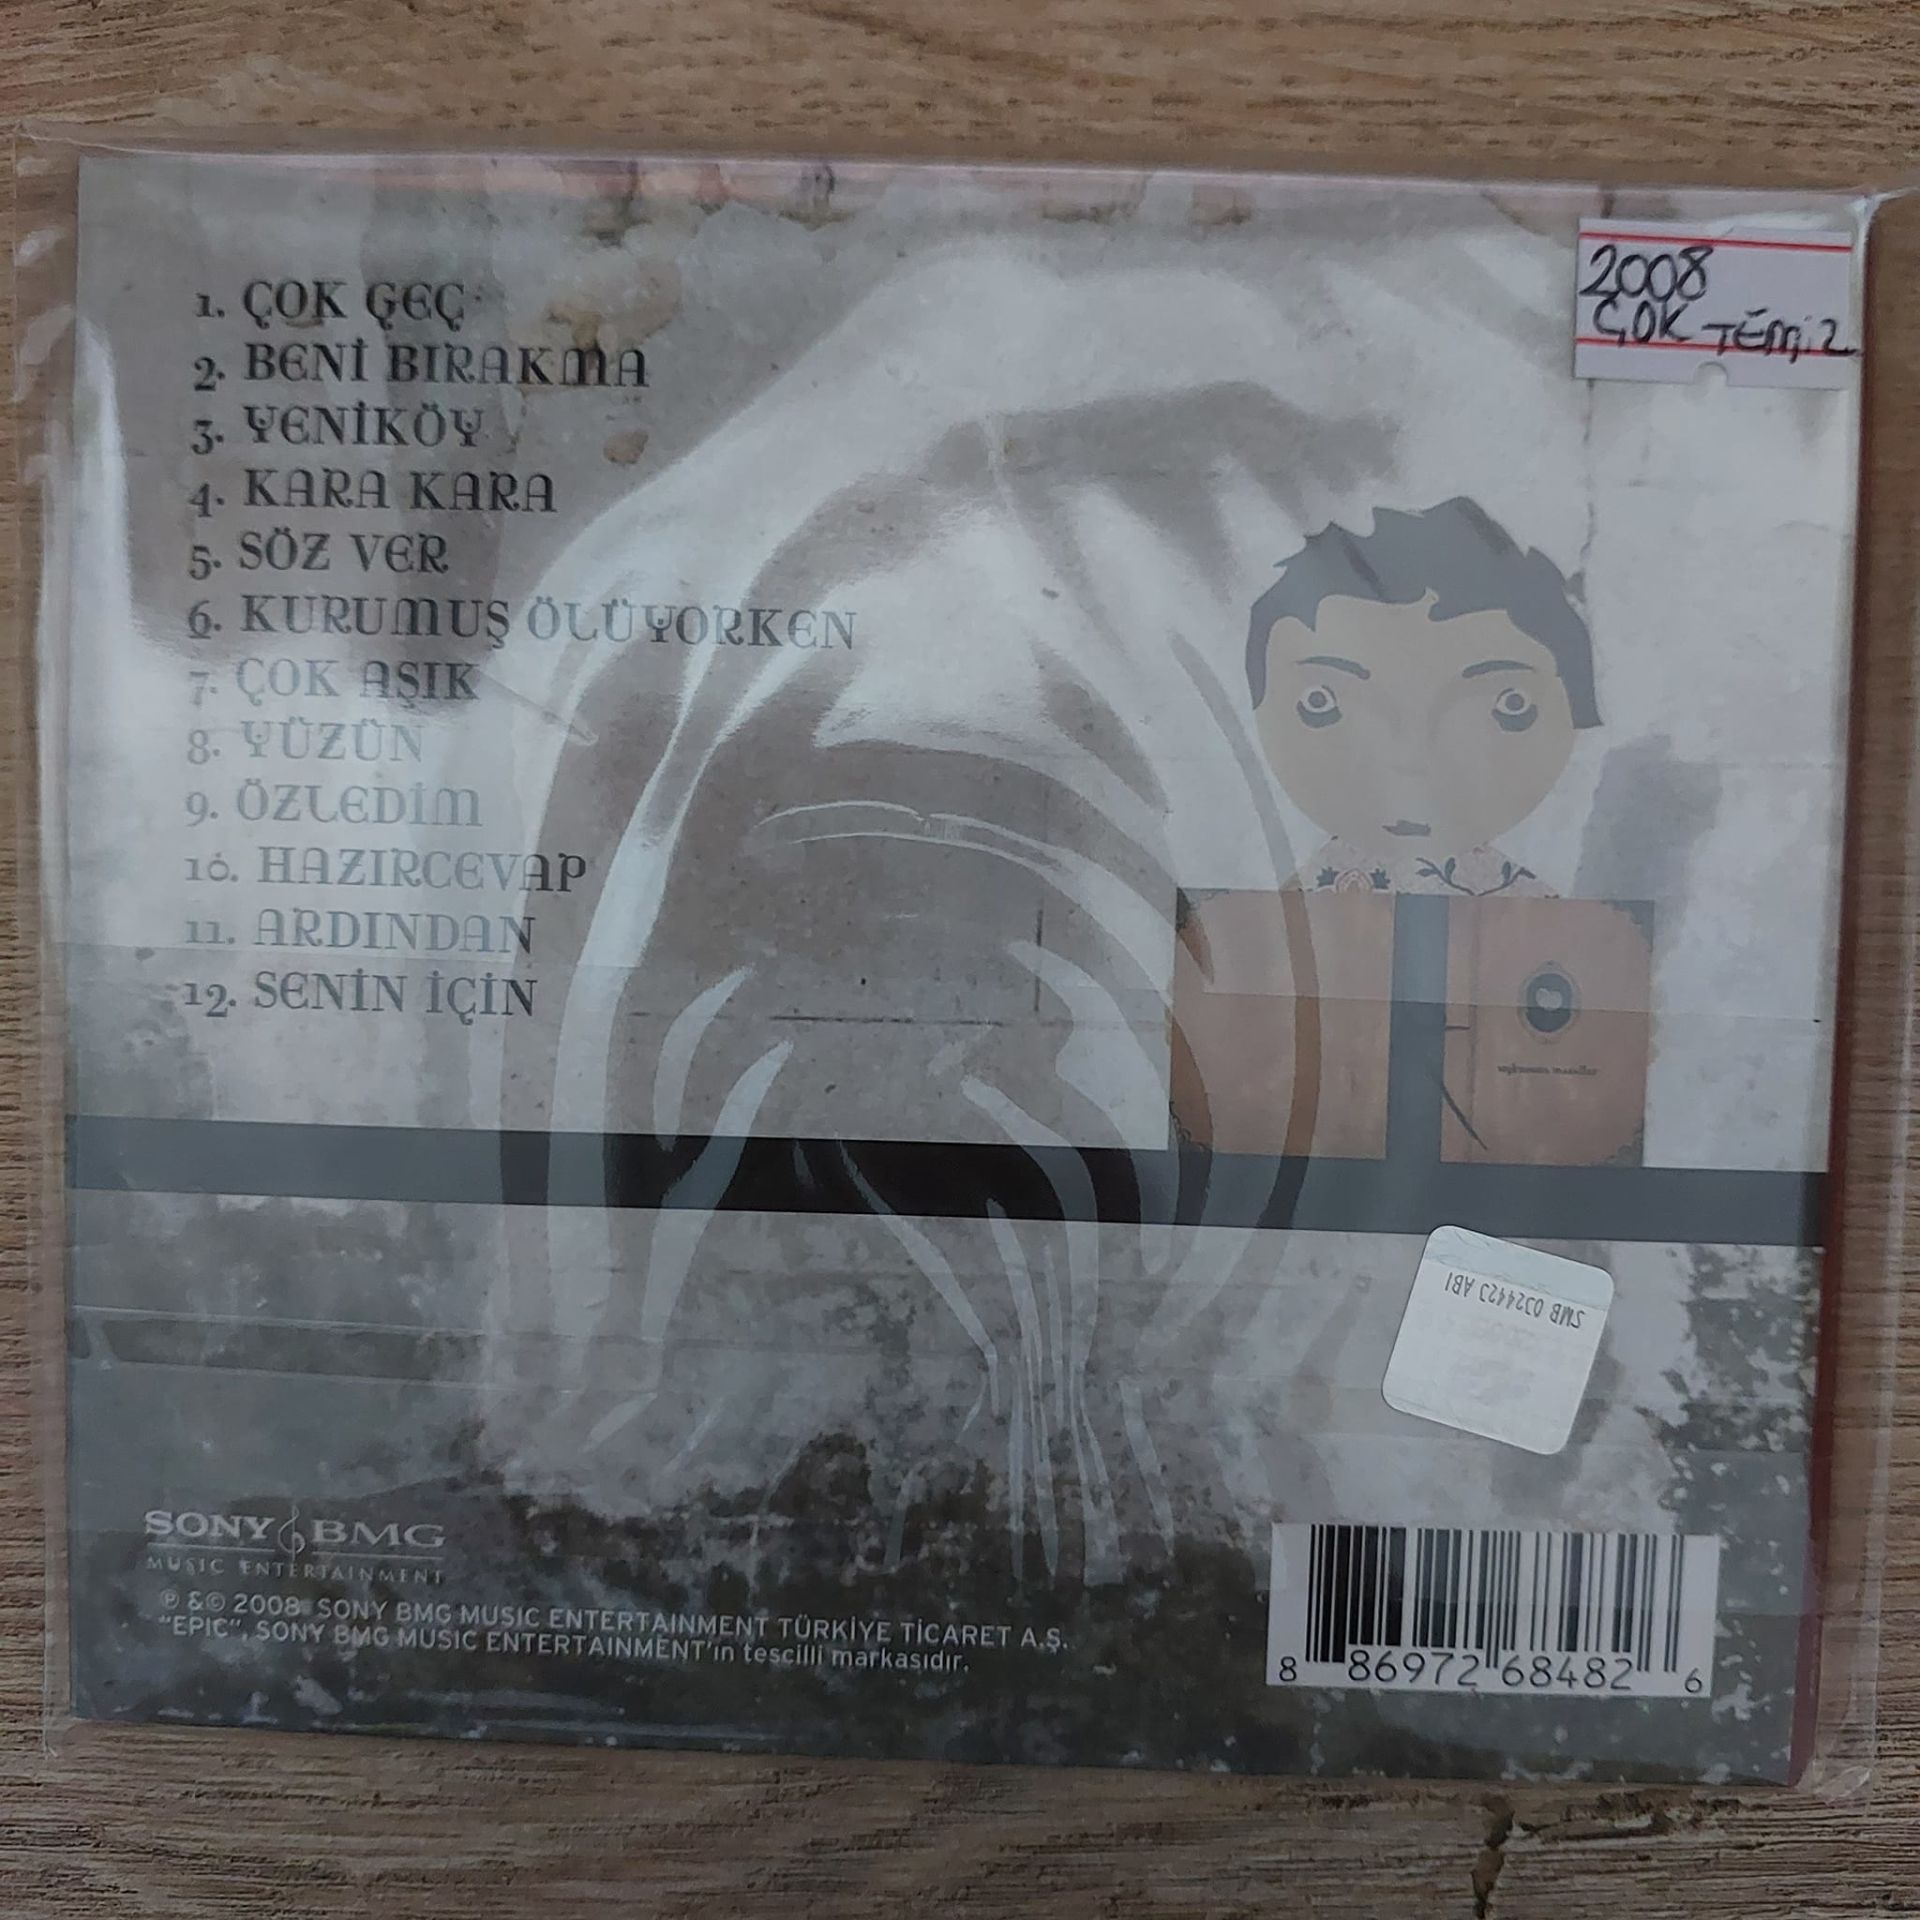 2008
ÇOK TEMiZ
1. ÇOK GEÇ
2. BENİ BIRAKMA
3. YENİKÖY
4. KARA KARA
5. SÖZ VER
6. KURUMUŞ ÖLÜYORKEN
7. ÇOK AŞIK
8. YÜZÜN
9. ÖZLEDİM
10. HAZIRCEVAP
11. ARDINDAN
12. SENİN İÇİN
SMB 0324423 AB1
SONY BMG
MUSIC ENTERTAINMENT
℗ &© 2008 SONY BMG MUSIC ENTERTAINMENT TÜRKİYE TİCARET A.Ş.
"EPIC", SONY BMG MUSIC ENTERTAINMENT'ın tescilli markasıdır.
8 86972 68482 6